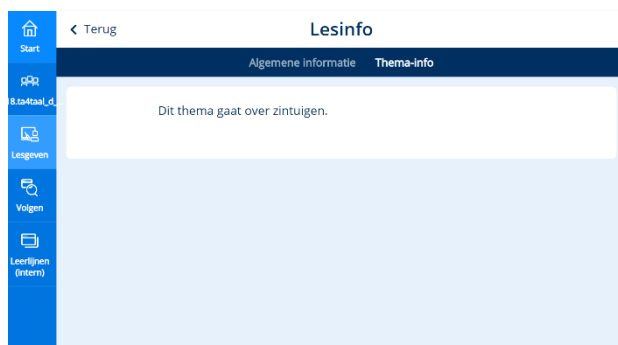 Terug
Lesinfo
Start
Algemene informatie Thema-info
8.ta4taal_d_...
Dit thema gaat over zintuigen.
Lesgeven
Volgen
Leerlijnen
(intern)